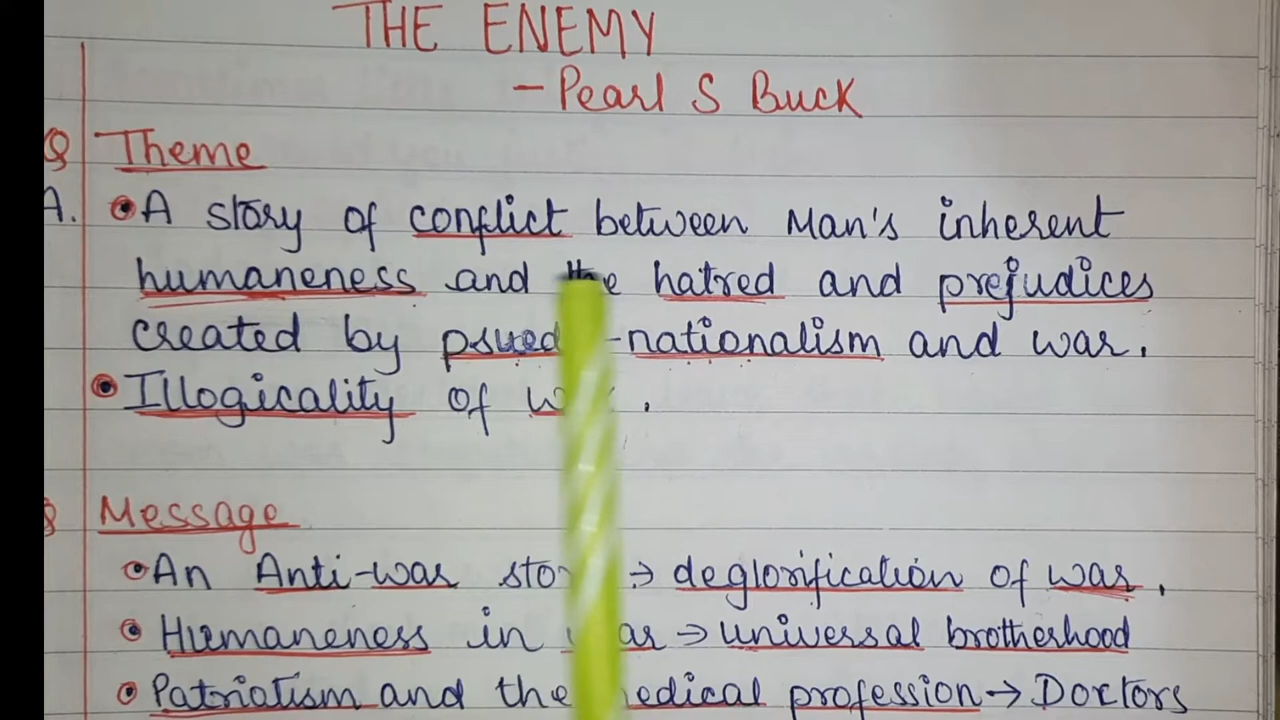 THE ENEMY
- Pearl S Buck
Q Theme
A. • A story of conflict between Man's inherent
humaneness and the hatred and prejudices
created by psued -nationalism and war.
• Illogicality of .
Message
• An Anti-war → deglorification of war.
• Humaneness in → universal brotherhood
• Patriotism and the profession → Doctors